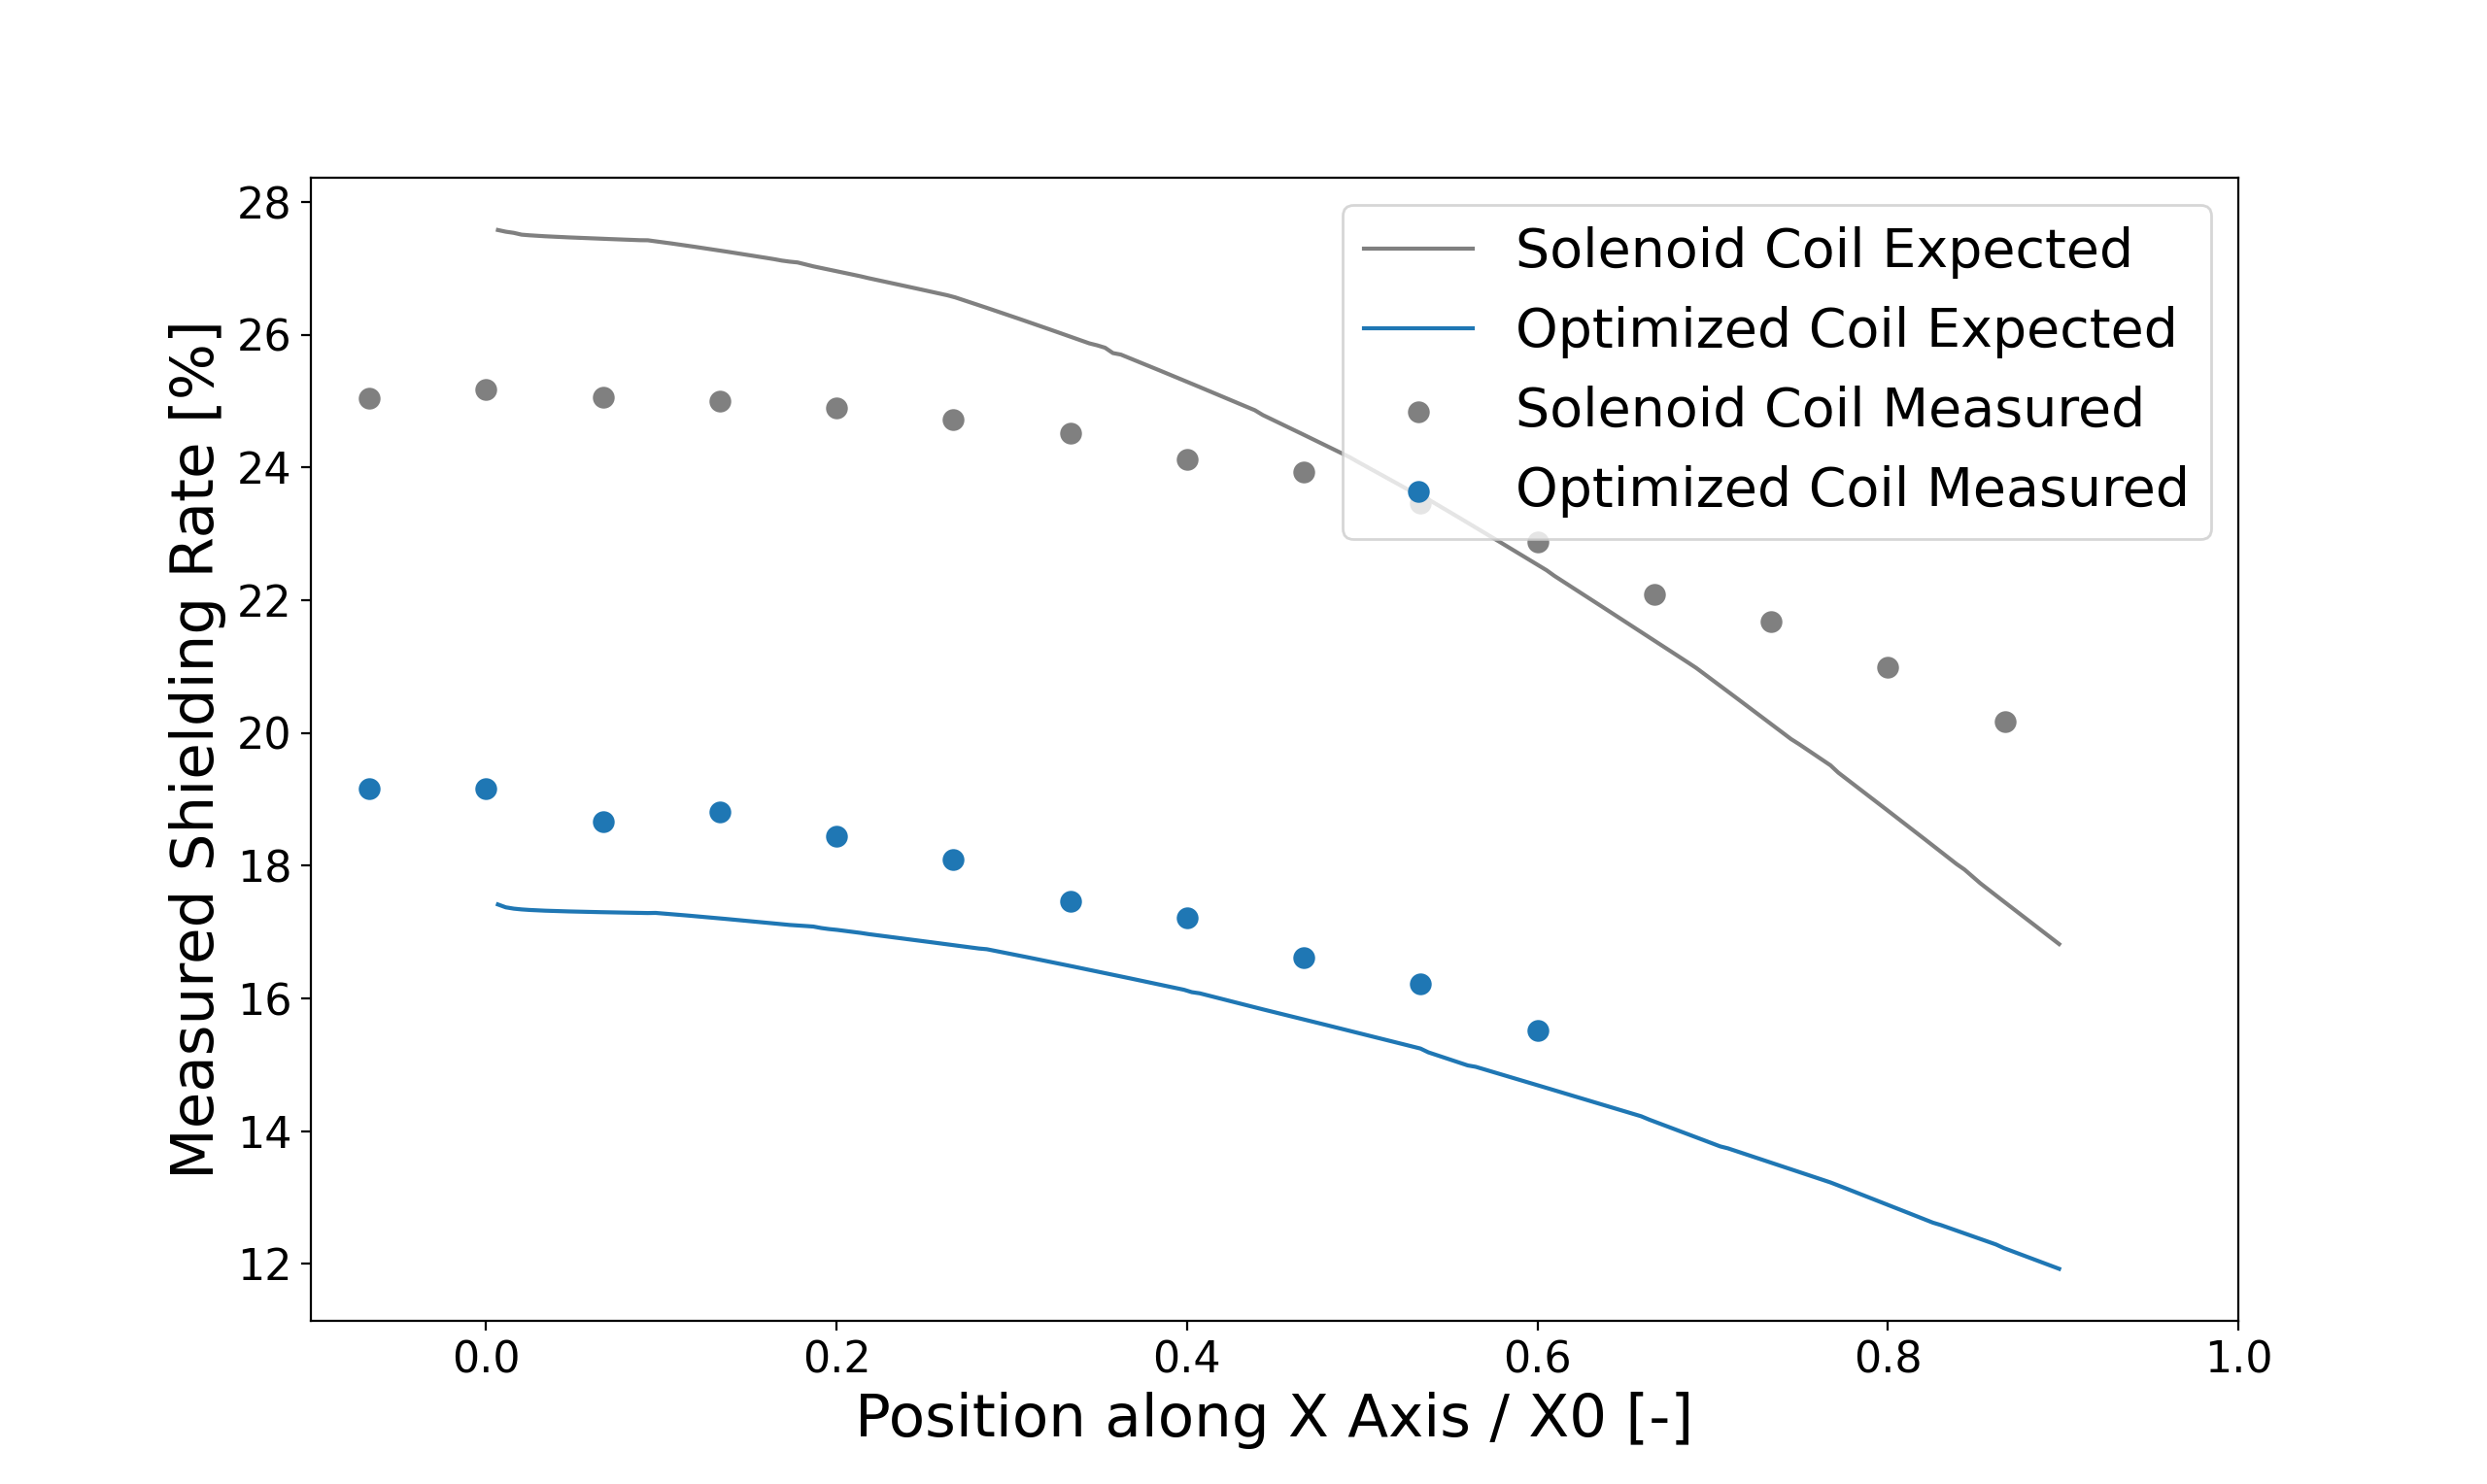 28
26
24
22
20
18
16
14
12
Measured Shielding Rate [%]
Solenoid Coil Expected
Optimized Coil Expected
Solenoid Coil Measured
Optimized Coil Measured
0.0 0.2 0.4 0.6 0.8 1.0
Position along X Axis / X0 [-]